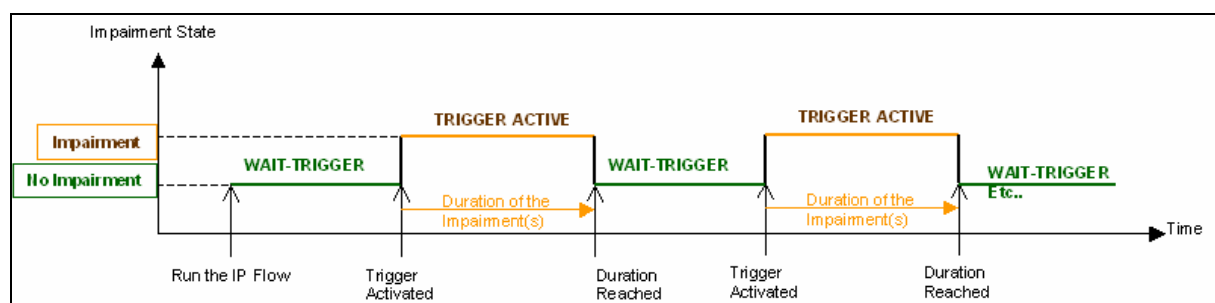 Impairment State
TRIGGER ACTIVE
TRIGGER ACTIVE
Impairment
WAIT-TRIGGER
WAIT-TRIGGER
No Impairment
WAIT-TRIGGER
Etc..
Duration of the
Impairment(s)
Duration of the
Impairment(s)
Time
Run the IP Flow
Trigger
Activated
Duration
Reached
Trigger
Activated
Duration
Reached